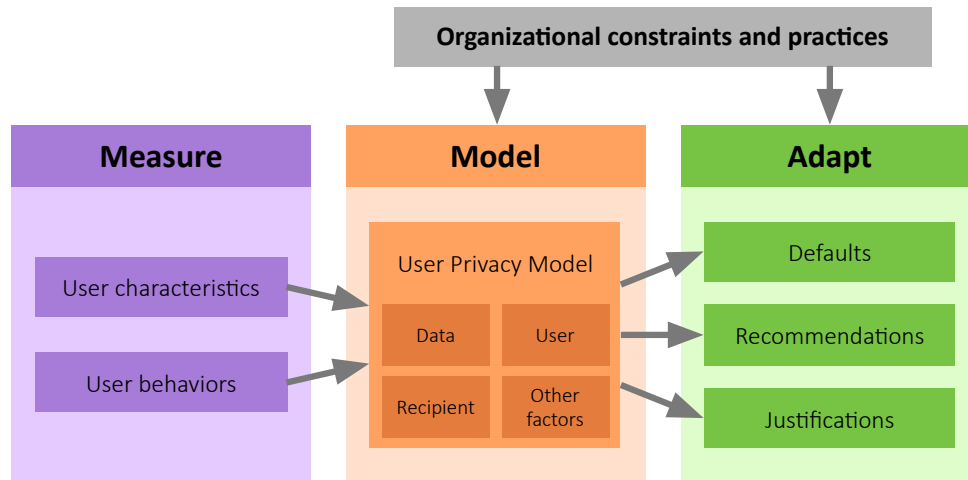 Organizational constraints and practices
Measure
Model
Adapt
User characteristics
User behaviors
User Privacy Model
Data
User
Recipient
Other
factors
Defaults
Recommendations
Justifications